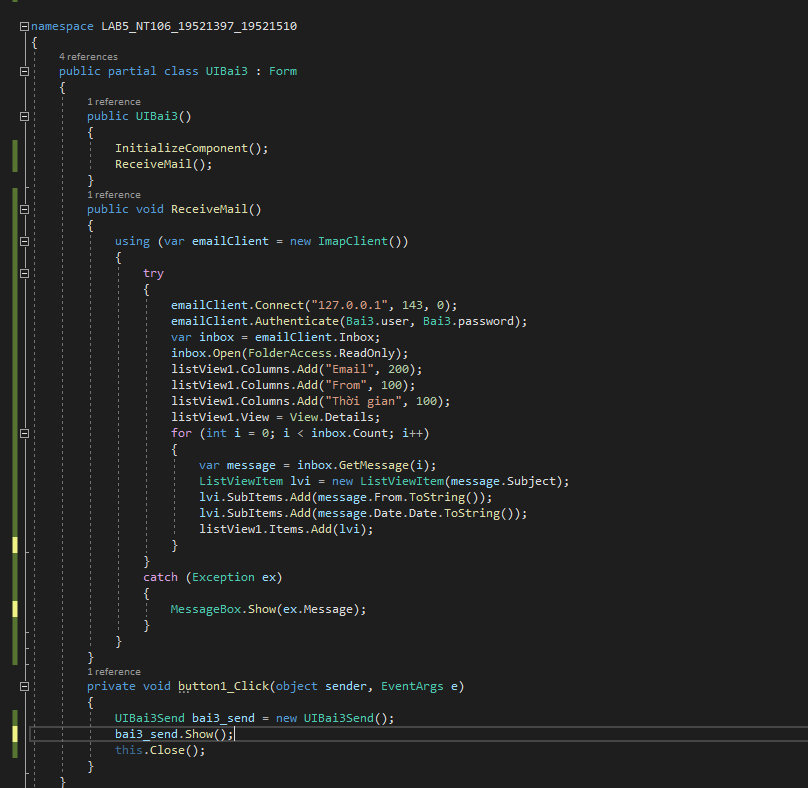 namespace LAB5_NT106_19521397_19521510
{
4 references
public partial class UIBai3 : Form
{
1 reference
public UIBai3()
{
InitializeComponent();
ReceiveMail();
}
1 reference
public void ReceiveMail()
{
using (var emailClient = new ImapClient())
{
try
{
emailClient.Connect("127.0.0.1", 143, 0);
emailClient.Authenticate(Bai3.user, Bai3.password);
var inbox = emailClient.Inbox;
inbox.Open(FolderAccess.ReadOnly);
listView1.Columns.Add("Email", 200);
listView1.Columns.Add("From", 100);
listView1.Columns.Add("Thời gian", 100);
listView1.View = View.Details;
for (int i = 0; i < inbox.Count; i++)
{
var message = inbox.GetMessage(i);
ListViewItem lvi = new ListViewItem(message.Subject);
lvi.SubItems.Add(message.From.ToString());
lvi.SubItems.Add(message.Date.Date.ToString());
listView1.Items.Add(lvi);
}
}
catch (Exception ex)
{
MessageBox.Show(ex.Message);
}
}
}
1 reference
private void button1_Click(object sender, EventArgs e)
{
UIBai3Send bai3_send = new UIBai3Send();
bai3_send.Show();
this.Close();
}
}